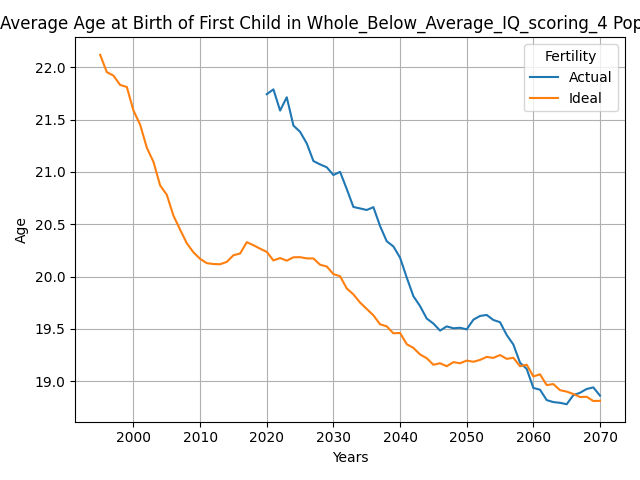 Average Age at Birth of First Child in Whole_Below_Average_IQ_scoring_4 Pop
Fertility
Actual
Ideal
22.0
21.5
21.0
20.5
20.0
19.5
19.0
Age
2000 2010 2020 2030 2040 2050 2060 2070
Years